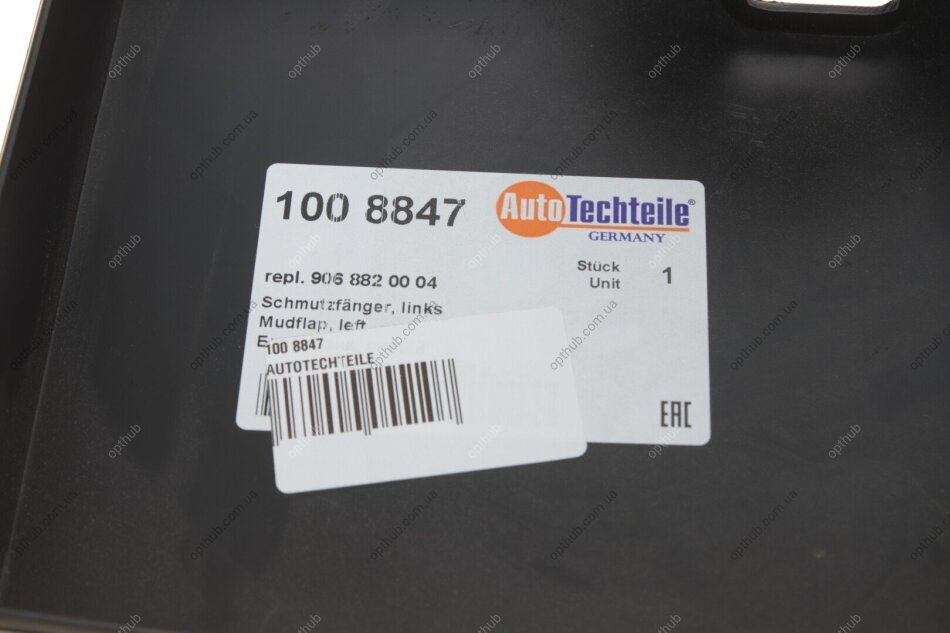 100 8847
AutoTechteile®
GERMANY
repl. 906 882 00 04
Stück 1
Unit
Schmutzfänger, links
Mudflap, left
100 8847
AUTOTECHTEILE
EAC
opthub
opthub.com.ua